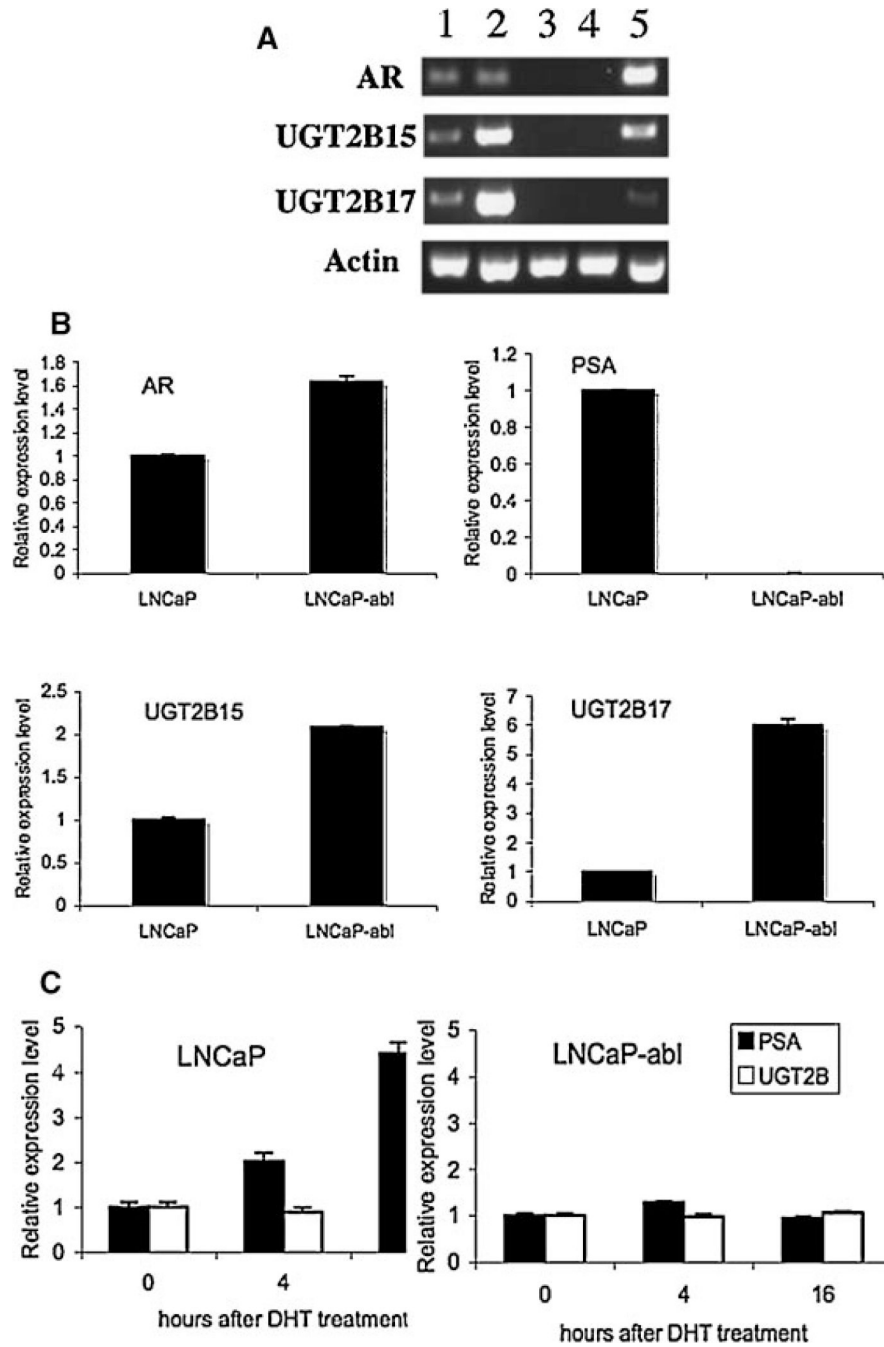 A
1 2 3 4 5
AR
UGT2B15
UGT2B17
Actin
B
Relative expression level
1.8
1.6
1.4
1.2
1
0.8
0.6
0.4
0.2
0
AR
LNCaP LNCaP-abl
Relative expression level
1.2
1
0.8
0.6
0.4
0.2
0
PSA
LNCaP LNCaP-abl
Relative expression level
2.5
2
1.5
1
0.5
0
UGT2B15
LNCaP LNCaP-abl
Relative expression level
7
6
5
4
3
2
1
0
UGT2B17
LNCaP LNCaP-abl
C
Relative expression level
5
4
3
2
1
0
LNCaP
0 4
hours after DHT treatment
Relative expression level
5
4
3
2
1
0
LNCaP-abl
PSA
UGT2B
0 4 16
hours after DHT treatment